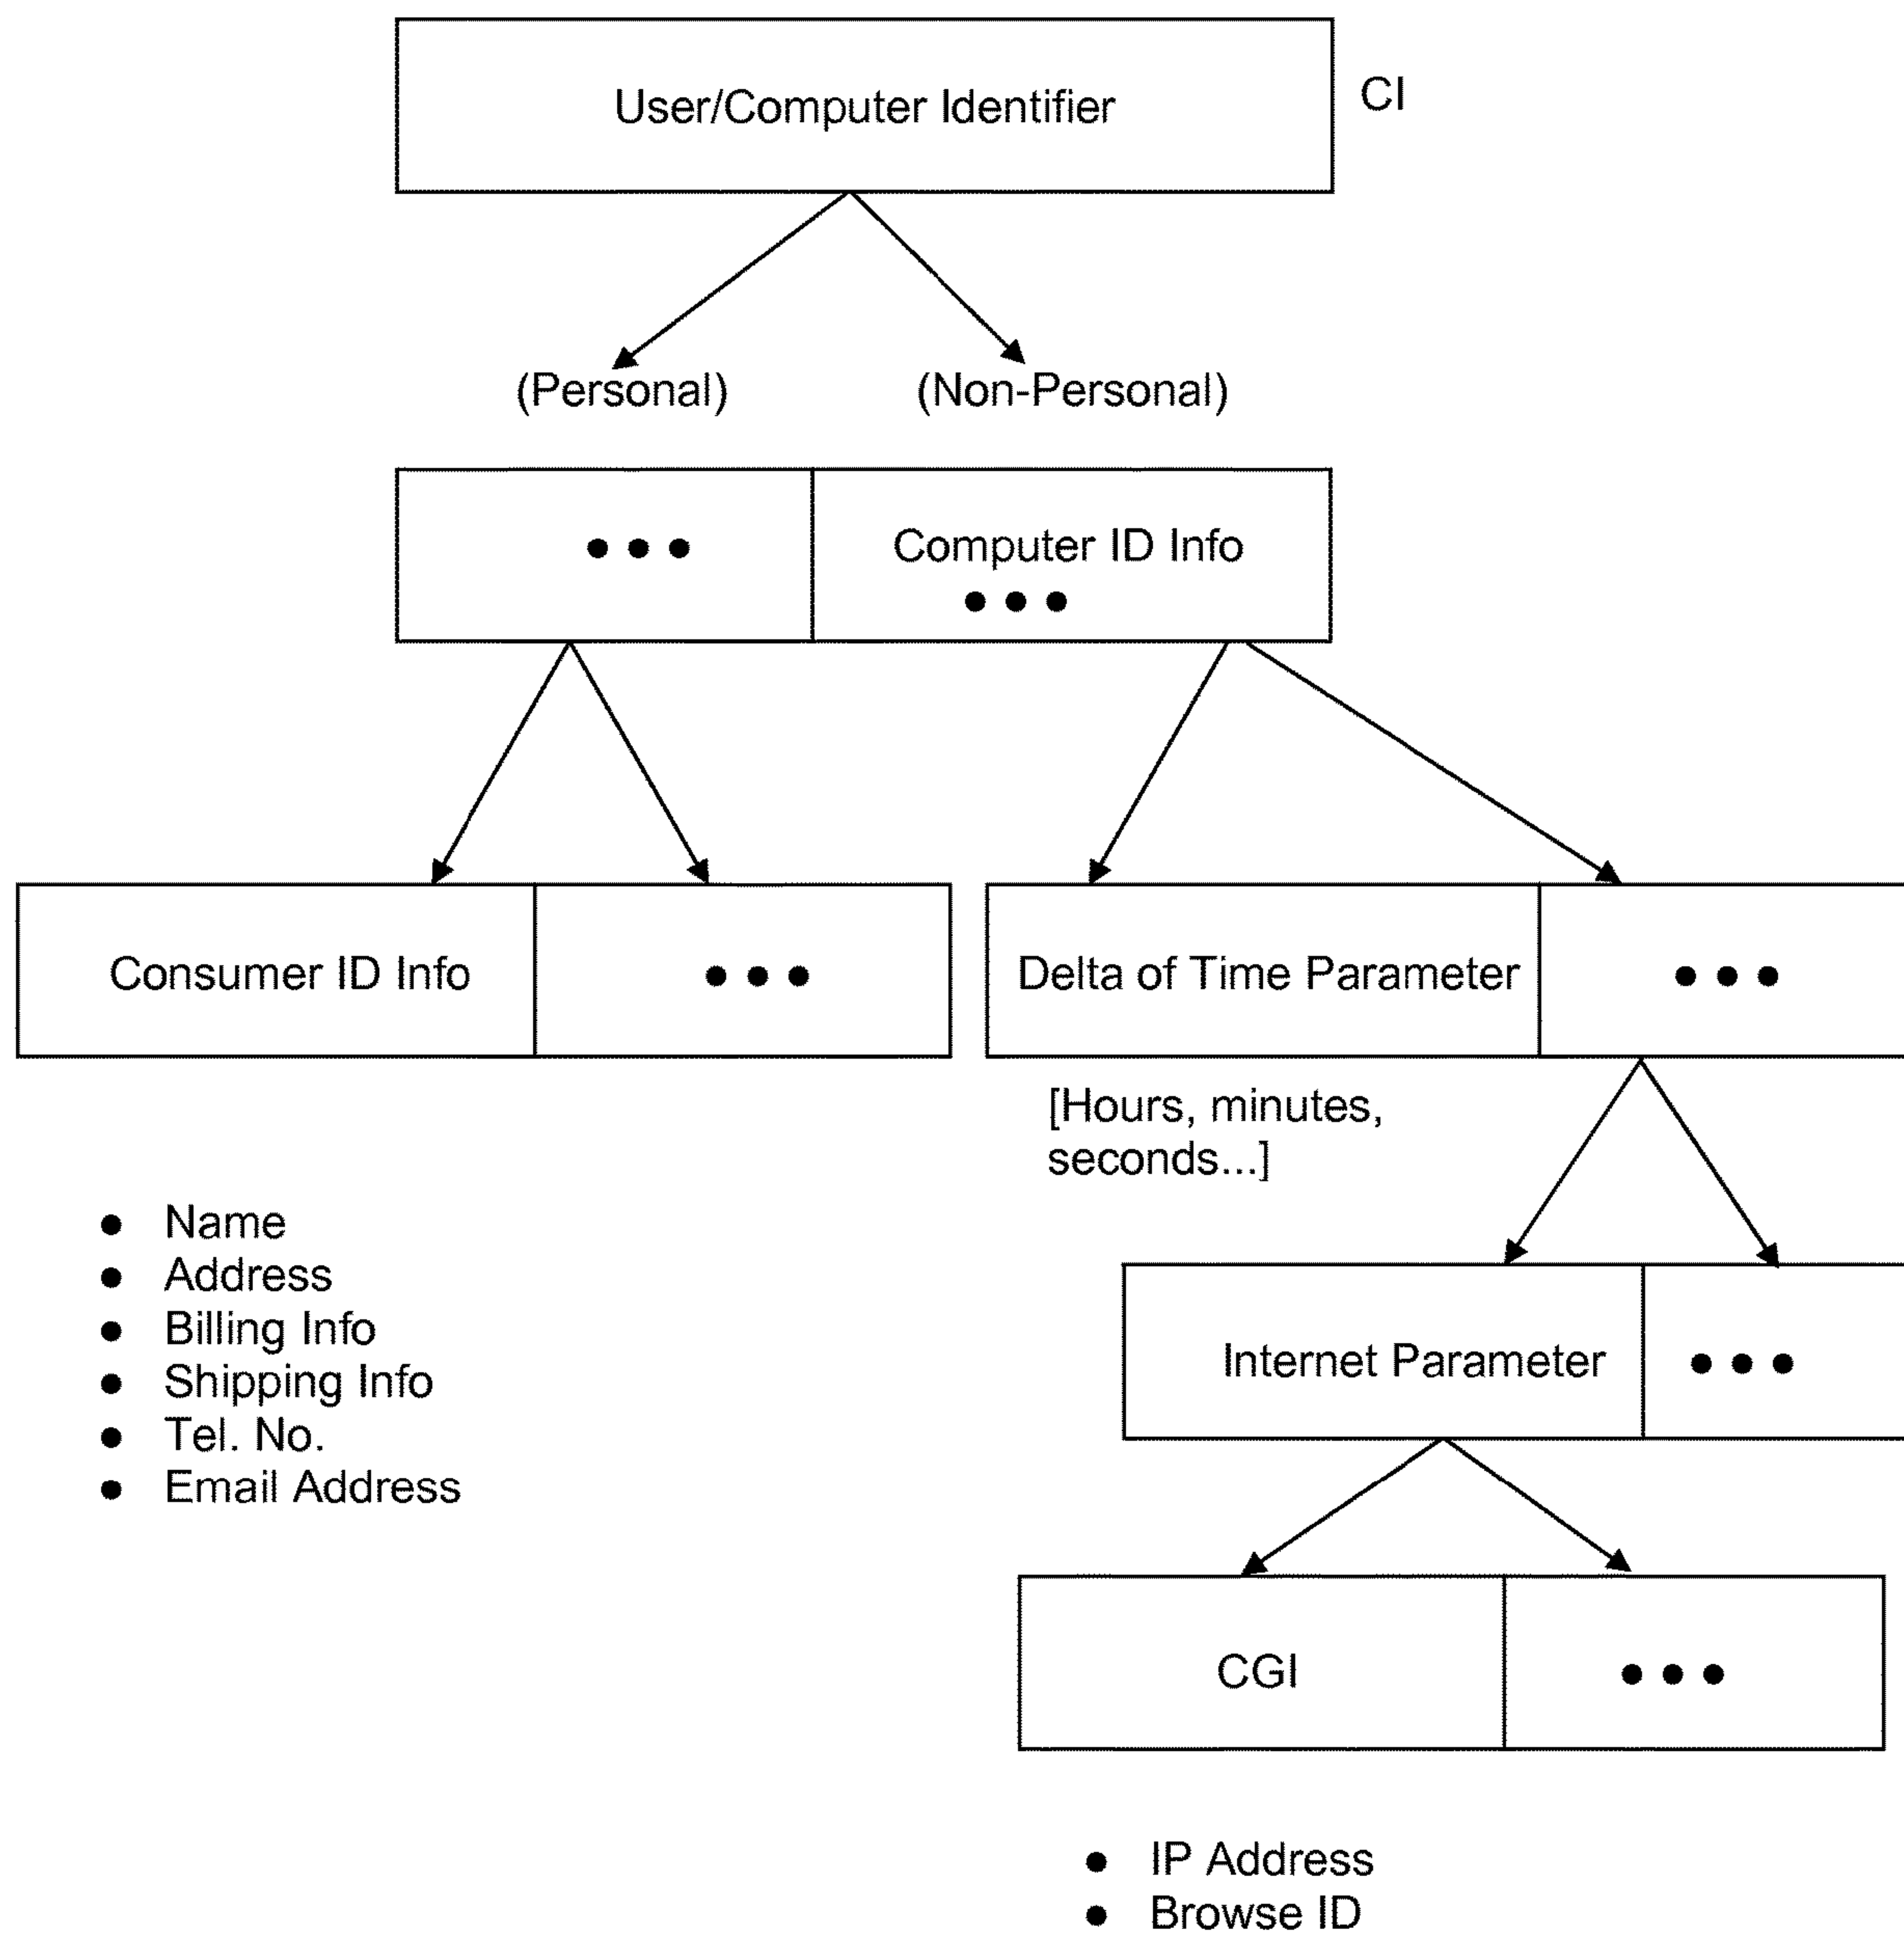 User/Computer Identifier
CI
(Personal)
(Non-Personal)
•••
Computer ID Info
•••
Consumer ID Info
•••
Delta of Time Parameter
•••
[Hours, minutes,
seconds...]
• Name
• Address
• Billing Info
• Shipping Info
• Tel. No.
• Email Address
Internet Parameter
•••
CGI
•••
• IP Address
• Browse ID